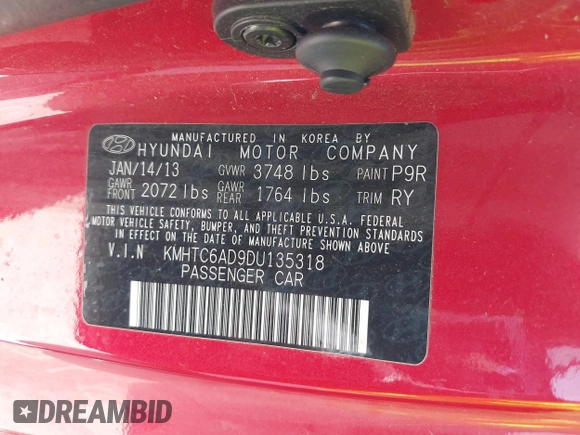 MANUFACTURED IN KOREA BY
HYUNDAI MOTOR COMPANY
JAN/14/13 GVWR 3748 lbs PAINT P9R
GAWR FRONT 2072 lbs GAWR REAR 1764 lbs TRIM RY
THIS VEHICLE CONFORMS TO ALL APPLICABLE U.S.A. FEDERAL
MOTOR VEHICLE SAFETY, BUMPER, AND THEFT PREVENTION STANDARDS
IN EFFECT ON THE DATE OF MANUFACTURE SHOWN ABOVE.
V.I.N KMHTC6AD9DU135318
PASSENGER CAR
DREAMBID